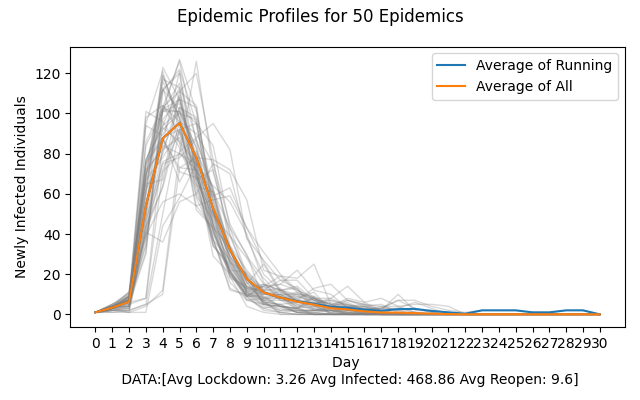 Epidemic Profiles for 50 Epidemics
Average of Running
Average of All
Newly Infected Individuals
120
100
80
60
40
20
0
0 1 2 3 4 5 6 7 8 9 10 11 12 13 14 15 16 17 18 19 20 21 22 23 24 25 26 27 28 29 30
Day
DATA:[Avg Lockdown: 3.26 Avg Infected: 468.86 Avg Reopen: 9.6]